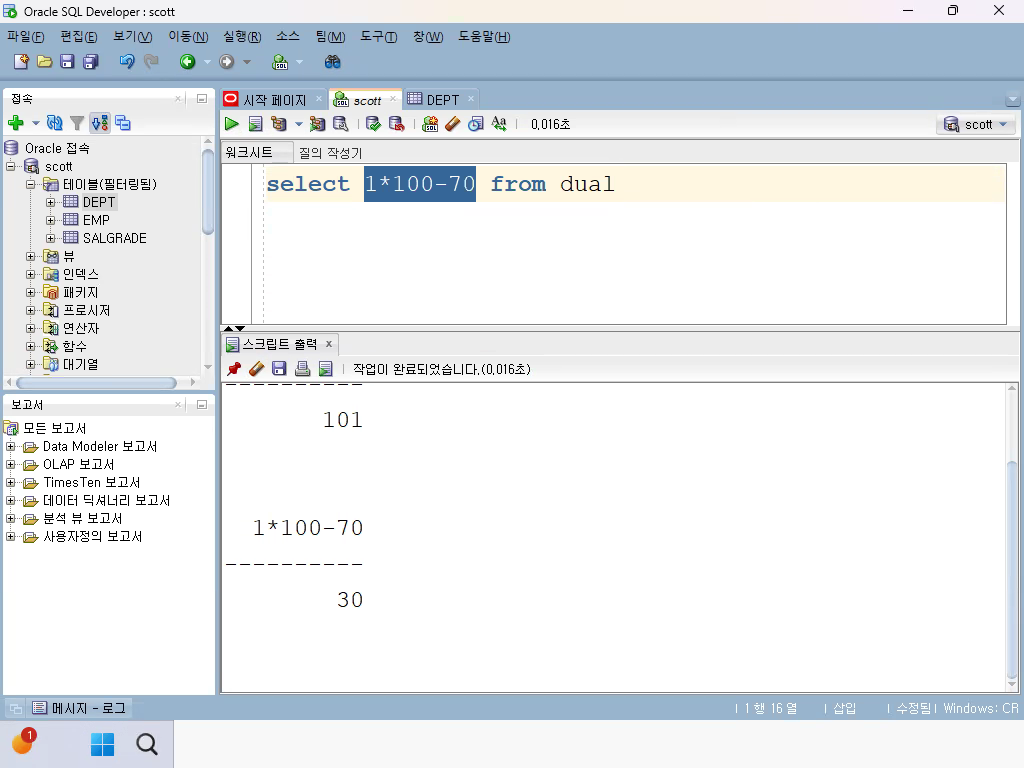 Oracle SQL Developer : scott
파일(F) 편집(E) 보기(V) 이동(N) 실행(R) 소스 팀(M) 도구(T) 창(W) 도움말(H)
접속
Oracle 접속
scott
테이블(필터링됨)
DEPT
EMP
SALGRADE
뷰
인덱스
패키지
프로시저
연산자
함수
대기열
보고서
모든 보고서
Data Modeler 보고서
OLAP 보고서
TimesTen 보고서
데이터 딕셔너리 보고서
분석 뷰 보고서
사용자정의 보고서
시작 페이지 scott DEPT
0,016초 scott
워크시트 질의 작성기
select 1*100-70 from dual
스크립트 출력
작업이 완료되었습니다.(0,016초)
----------
101
1*100-70
----------
30
메시지 - 로그
1 행 16 열 삽입 수정됨 Windows: CR
1